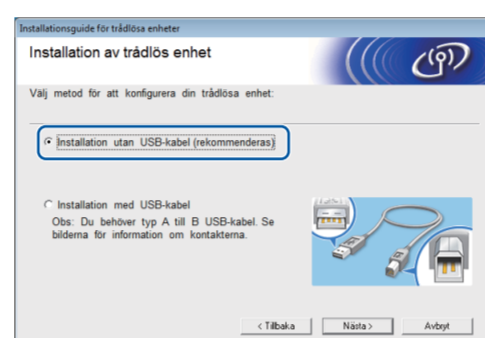 Installationsguide för trådlösa enheter
Installation av trådlös enhet
Välj metod för att konfigurera din trådlösa enhet:
Installation utan USB-kabel (rekommenderas)
Installation med USB-kabel
Obs: Du behöver typ A till B USB-kabel. Se
bilderna för information om kontakterna.
< Tillbaka
Nästa >
Avbryt